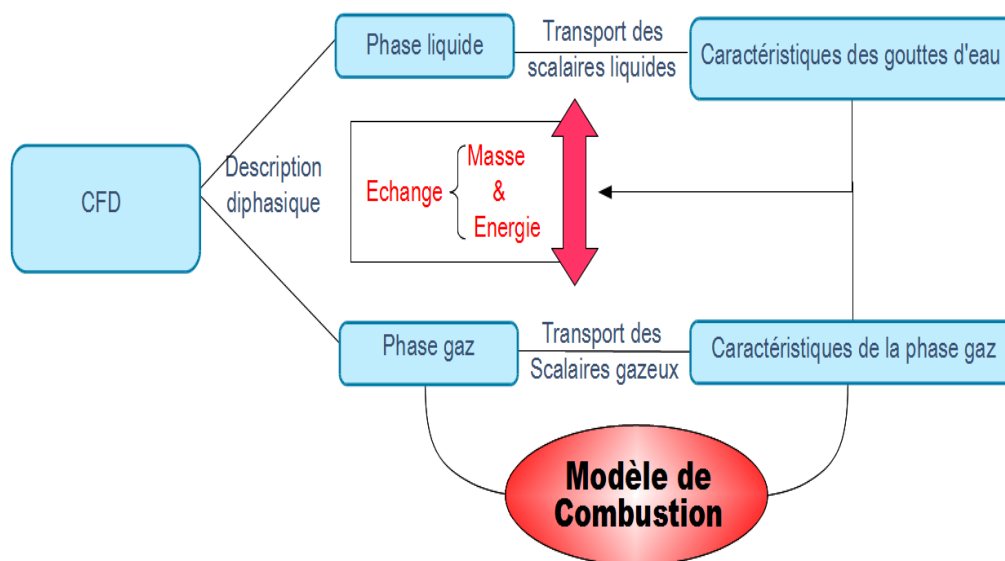 Phase liquide
Transport des
scalaires liquides
Caractéristiques des gouttes d'eau
CFD
Description
diphasique
Echange
Masse
&
Energie
Phase gaz
Transport des
Scalaires gazeux
Caractéristiques de la phase gaz
Modèle de
Combustion